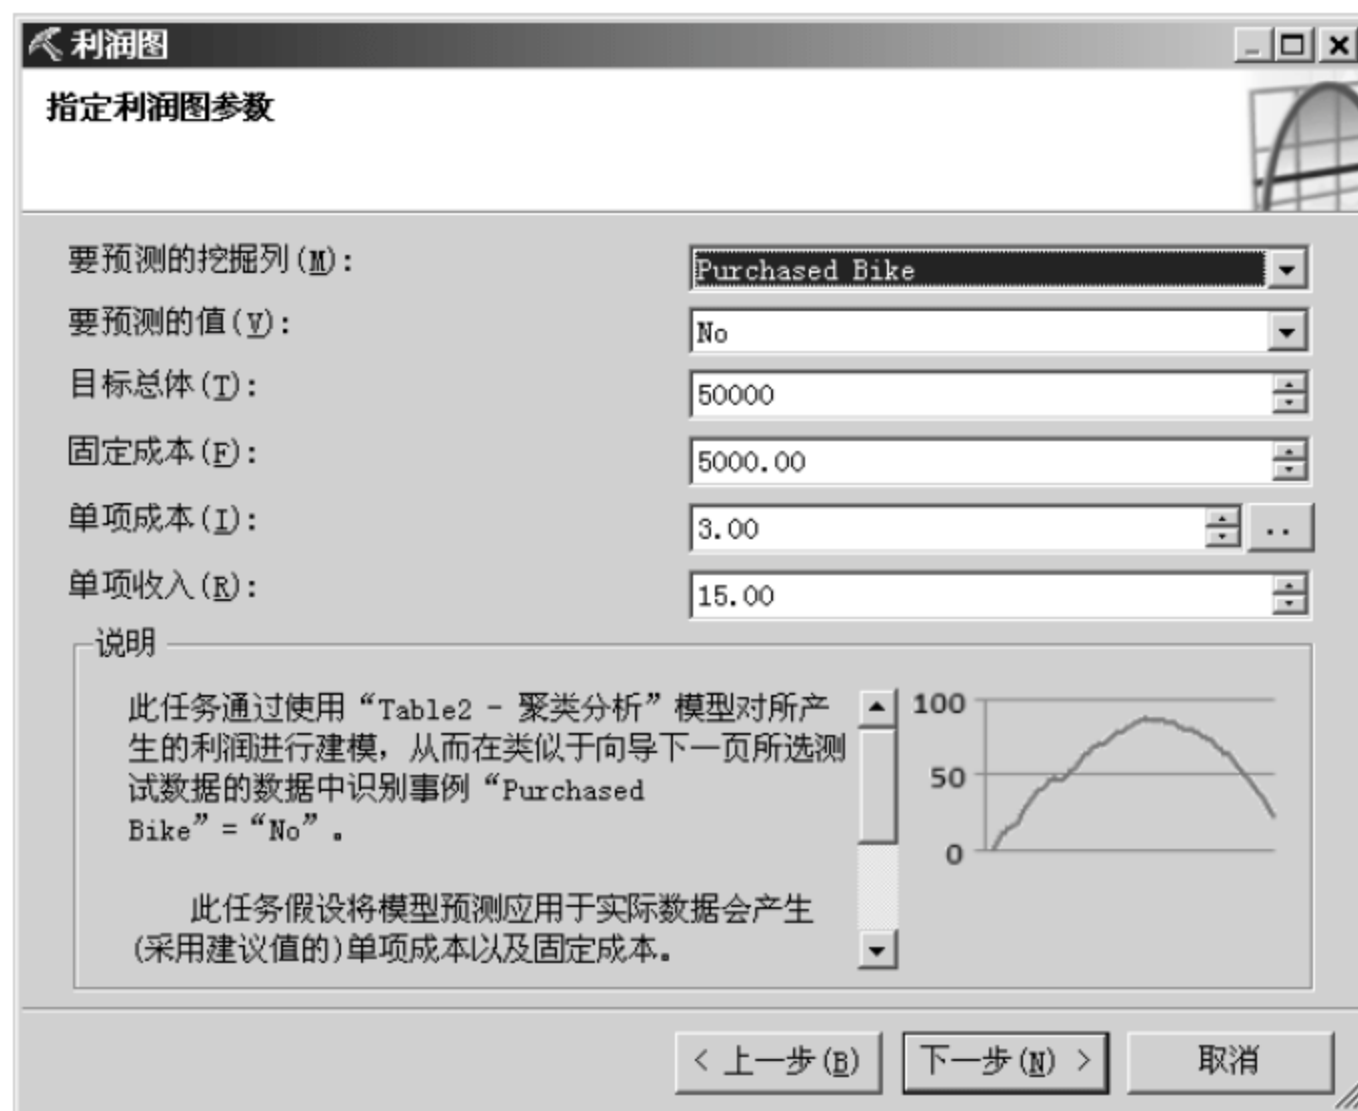 利润图
指定利润图参数
要预测的挖掘列(M):
Purchased Bike
要预测的值(V):
No
目标总体(T):
50000
固定成本(F):
5000.00
单项成本(I):
3.00
..
单项收入(R):
15.00
说明
此任务通过使用“Table2 - 聚类分析”模型对所产
生的利润进行建模，从而在类似于向导下一页所选测
试数据的数据中识别事例“Purchased
Bike”=“No”。
此任务假设将模型预测应用于实际数据会产生
(采用建议值的)单项成本以及固定成本。
100
50
0
< 上一步(B)
下一步(N) >
取消